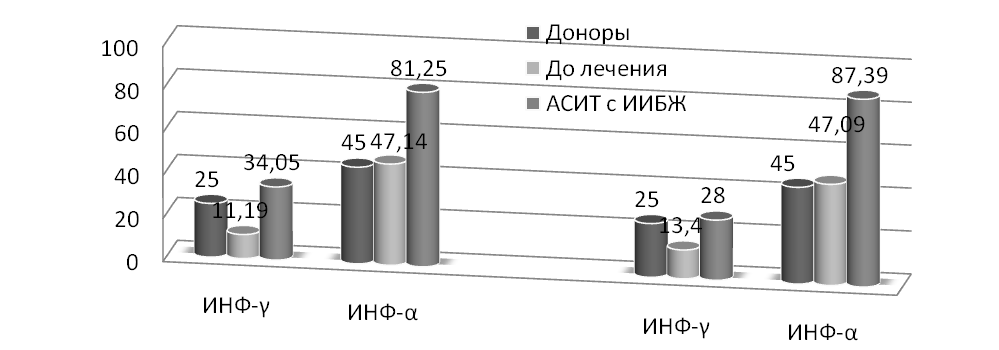 Доноры
До лечения
АСИТ с ИИБЖ
100
80
60
40
20
0
25
11,19
34,05
45
47,14
81,25
25
13,4
28
45
47,09
87,39
ИНФ-γ
ИНФ-α
ИНФ-γ
ИНФ-α